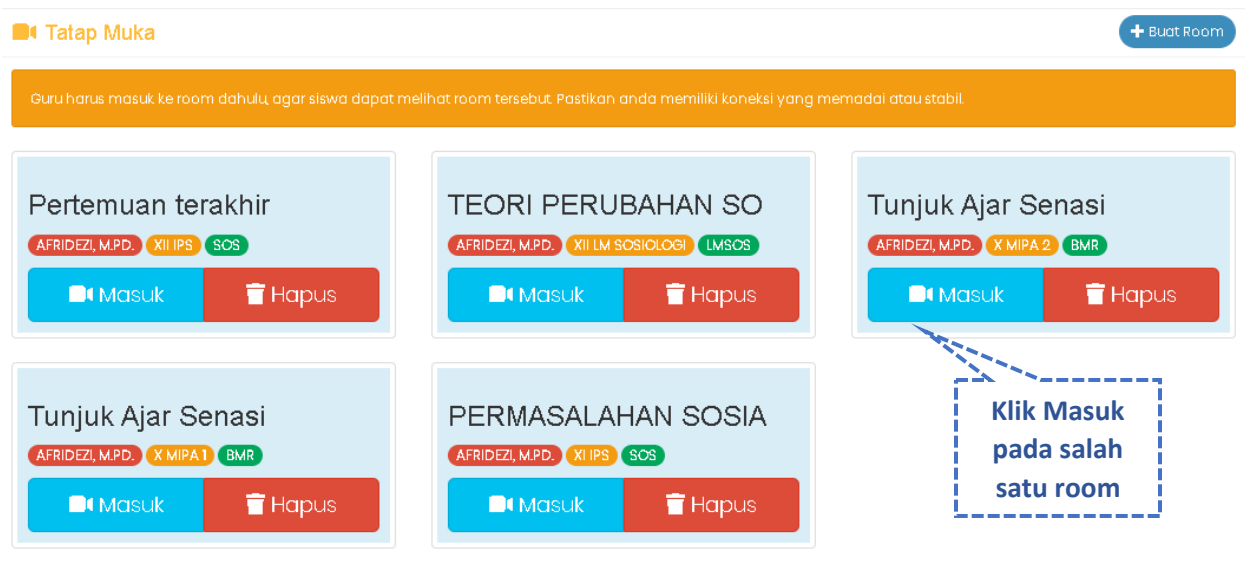 Tatap Muka
Buat Room
Guru harus masuk ke room dahulu, agar siswa dapat melihat room tersebut. Pastikan anda memiliki koneksi yang memadai atau stabil.
Pertemuan terakhir
AFRIDEZI, M.PD. XII IPS SOS
Masuk Hapus
TEORI PERUBAHAN SO
AFRIDEZI, M.PD. XII LM SOSIOLOGI LMSOS
Masuk Hapus
Tunjuk Ajar Senasi
AFRIDEZI, M.PD. X MIPA 2 BMR
Masuk Hapus
Tunjuk Ajar Senasi
AFRIDEZI, M.PD. X MIPA 1 BMR
Masuk Hapus
PERMASALAHAN SOSIA
AFRIDEZI, M.PD. XI IPS SOS
Masuk Hapus
Klik Masuk
pada salah
satu room